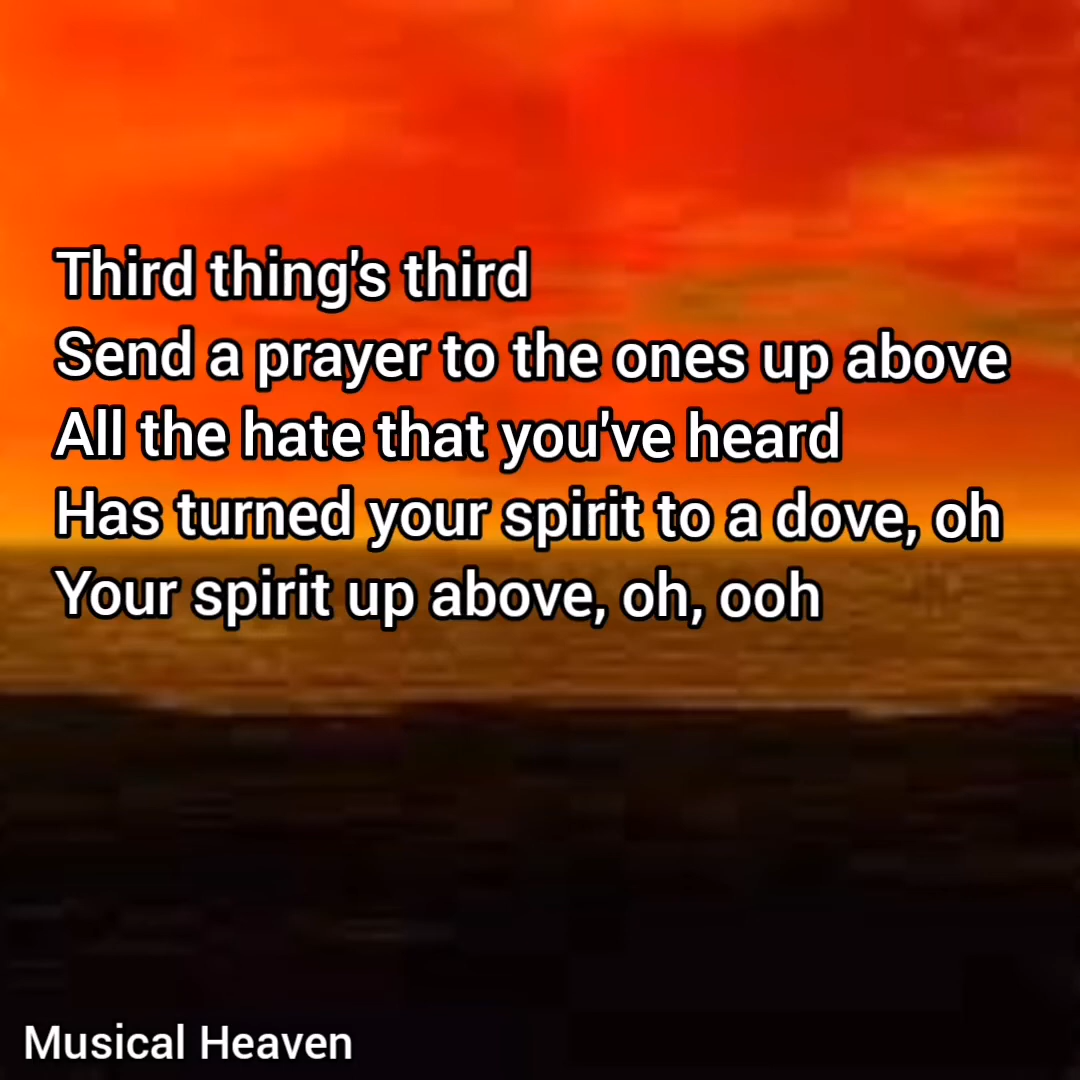 Third thing's third
Send a prayer to the ones up above
All the hate that you've heard
Has turned your spirit to a dove, oh
Your spirit up above, oh, ooh
Musical Heaven